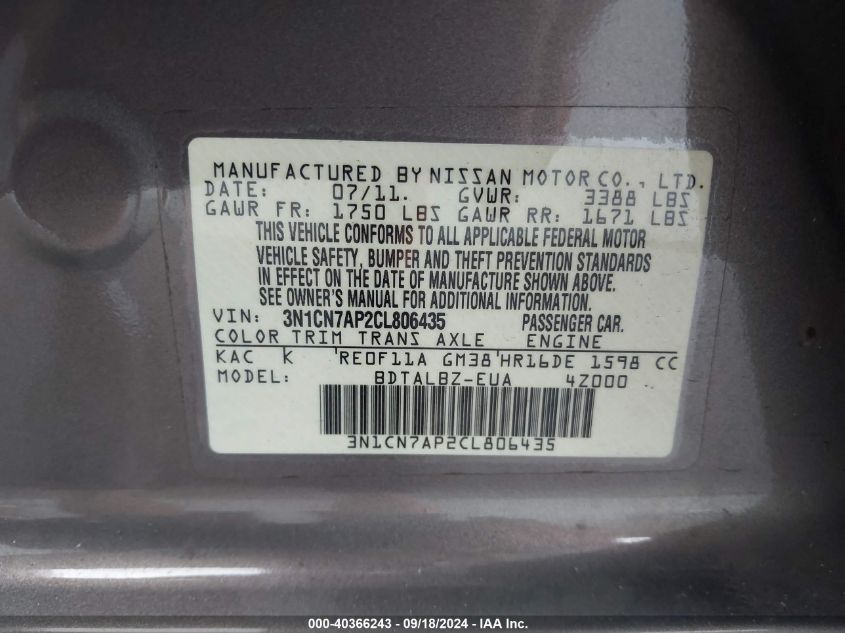 MANUFACTURED BY NISSAN MOTOR CO., LTD.
DATE: 07/11. GVWR: 3388 LBS
GAWR FR: 1750 LBS GAWR RR: 1671 LBS
THIS VEHICLE CONFORMS TO ALL APPLICABLE FEDERAL MOTOR
VEHICLE SAFETY, BUMPER AND THEFT PREVENTION STANDARDS
IN EFFECT ON THE DATE OF MANUFACTURE SHOWN ABOVE.
SEE OWNER'S MANUAL FOR ADDITIONAL INFORMATION.
VIN: 3N1CN7AP2CL806435 PASSENGER CAR.
COLOR TRIM TRANS AXLE ENGINE
KAC K RE0F11A GM38 HR16DE 1598 CC
MODEL: BDTALBZ-EUA 4Z000
3N1CN7AP2CL806435
000-40366243 - 09/18/2024 - IAA Inc.